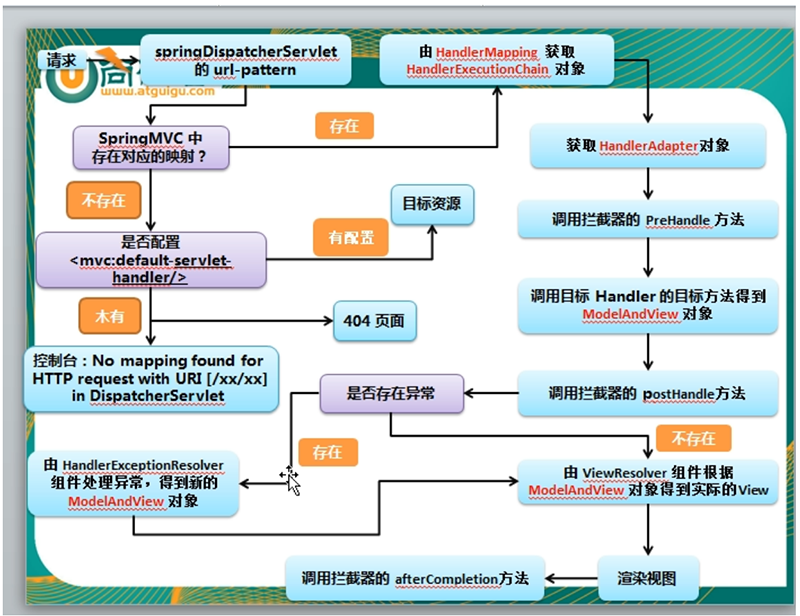 请求
www.atguigu.com
springDispatcherServlet
的 url-pattern
由 HandlerMapping 获取
HandlerExecutionChain 对象
SpringMVC 中
存在对应的映射？
存在
获取 HandlerAdapter对象
不存在
目标资源
调用拦截器的 PreHandle 方法
是否配置
<mvc:default-servlet-
handler/>
有配置
调用目标 Handler 的目标方法得到
ModelAndView 对象
木有
404 页面
控制台：No mapping found for
HTTP request with URI [/xx/xx]
in DispatcherServlet
是否存在异常
调用拦截器的 postHandle方法
存在
不存在
由 HandlerExceptionResolver
组件处理异常，得到新的
ModelAndView 对象
由 ViewResolver 组件根据
ModelAndView 对象得到实际的View
调用拦截器的 afterCompletion方法
渲染视图